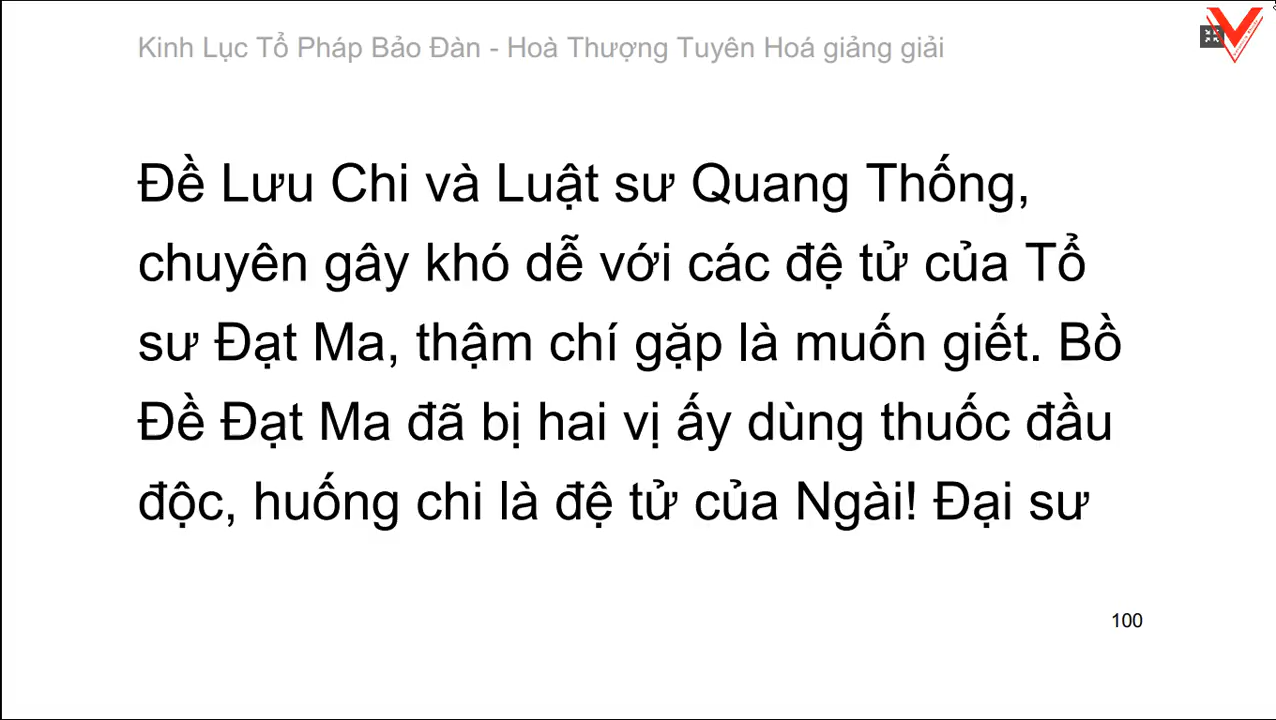 Kinh Lục Tổ Pháp Bảo Đàn - Hoà Thượng Tuyên Hoá giảng giải
Đề Lưu Chi và Luật sư Quang Thống,
chuyên gây khó dễ với các đệ tử của Tổ
sư Đạt Ma, thậm chí gặp là muốn giết. Bồ
Đề Đạt Ma đã bị hai vị ấy dùng thuốc đầu
độc, huống chi là đệ tử của Ngài! Đại sư
100